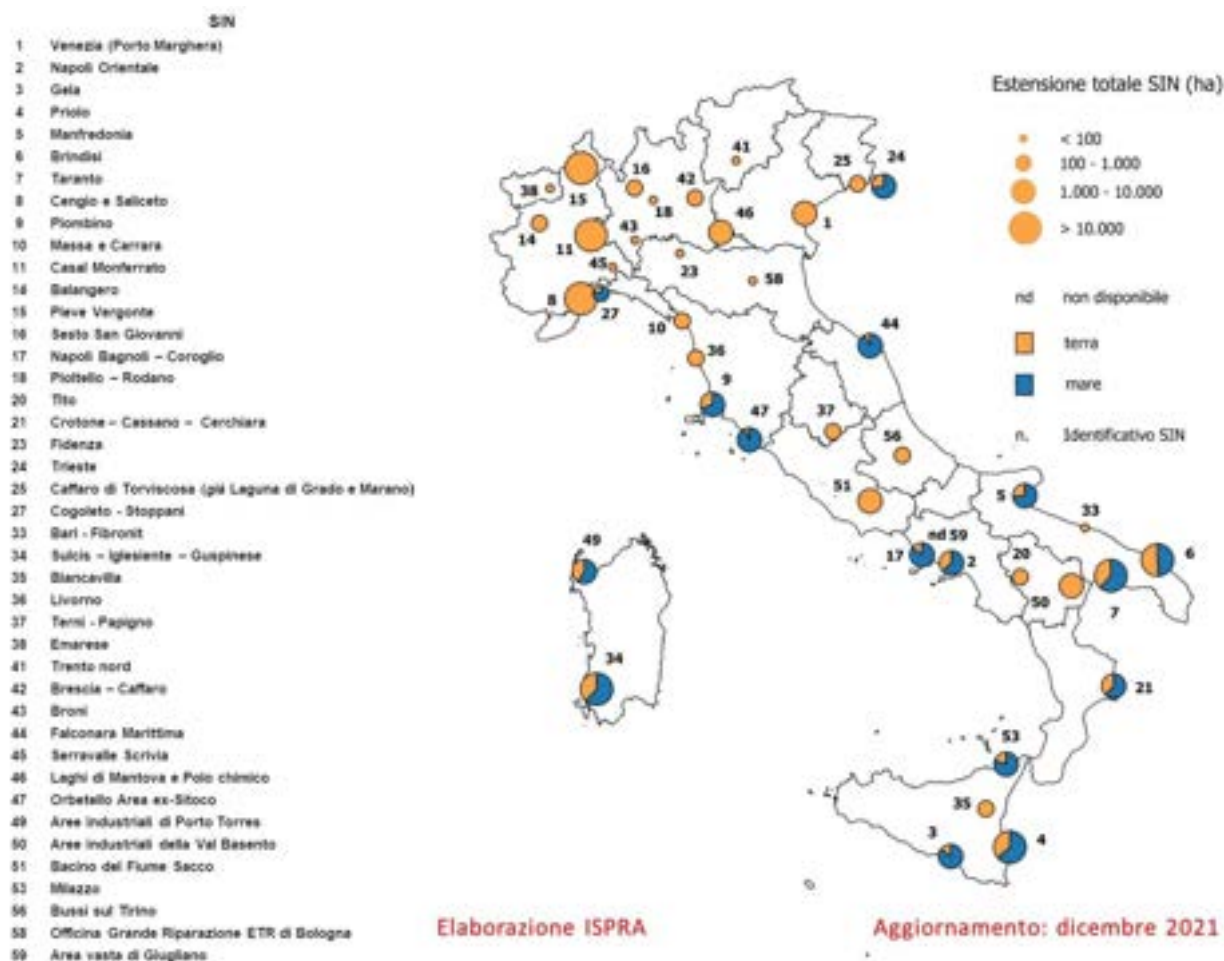 SIN
1 Venezia (Porto Marghera)
2 Napoli Orientale
3 Gela
4 Priolo
5 Manfredonia
6 Brindisi
7 Taranto
8 Cengio e Saliceto
9 Piombino
10 Massa e Carrara
11 Casal Monferrato
14 Balangero
15 Pieve Vergonte
16 Sesto San Giovanni
17 Napoli Bagnoli – Coroglio
18 Pioltello – Rodano
20 Tito
21 Crotone – Cassano – Cerchiara
23 Fidenza
24 Trieste
25 Caffaro di Torviscosa (già Laguna di Grado e Marano)
27 Cogoleto - Stoppani
33 Bari - Fibronit
34 Sulcis – Iglesiente – Guspinese
35 Biancavilla
36 Livorno
37 Terni - Papigno
38 Emarese
41 Trento nord
42 Brescia – Caffaro
43 Broni
44 Falconara Marittima
45 Serravalle Scrivia
46 Laghi di Mantova e Polo chimico
47 Orbetello Area ex-Sitoco
49 Aree industriali di Porto Torres
50 Aree industriali della Val Basento
51 Bacino del Fiume Sacco
53 Milazzo
56 Bussi sul Tirino
58 Officina Grande Riparazione ETR di Bologna
59 Area vasta di Giugliano
41
25
24
16
42
38
15
18
46
1
14
11
43
45
23
58
8
27
10
44
36
9
47
37
56
51
5
33
nd 59
17
2
20
50
6
7
49
34
21
53
35
3
4
Estensione totale SIN (ha)
< 100
100 - 1.000
1.000 - 10.000
> 10.000
nd non disponibile
terra
mare
n. Identificativo SIN
Elaborazione ISPRA
Aggiornamento: dicembre 2021